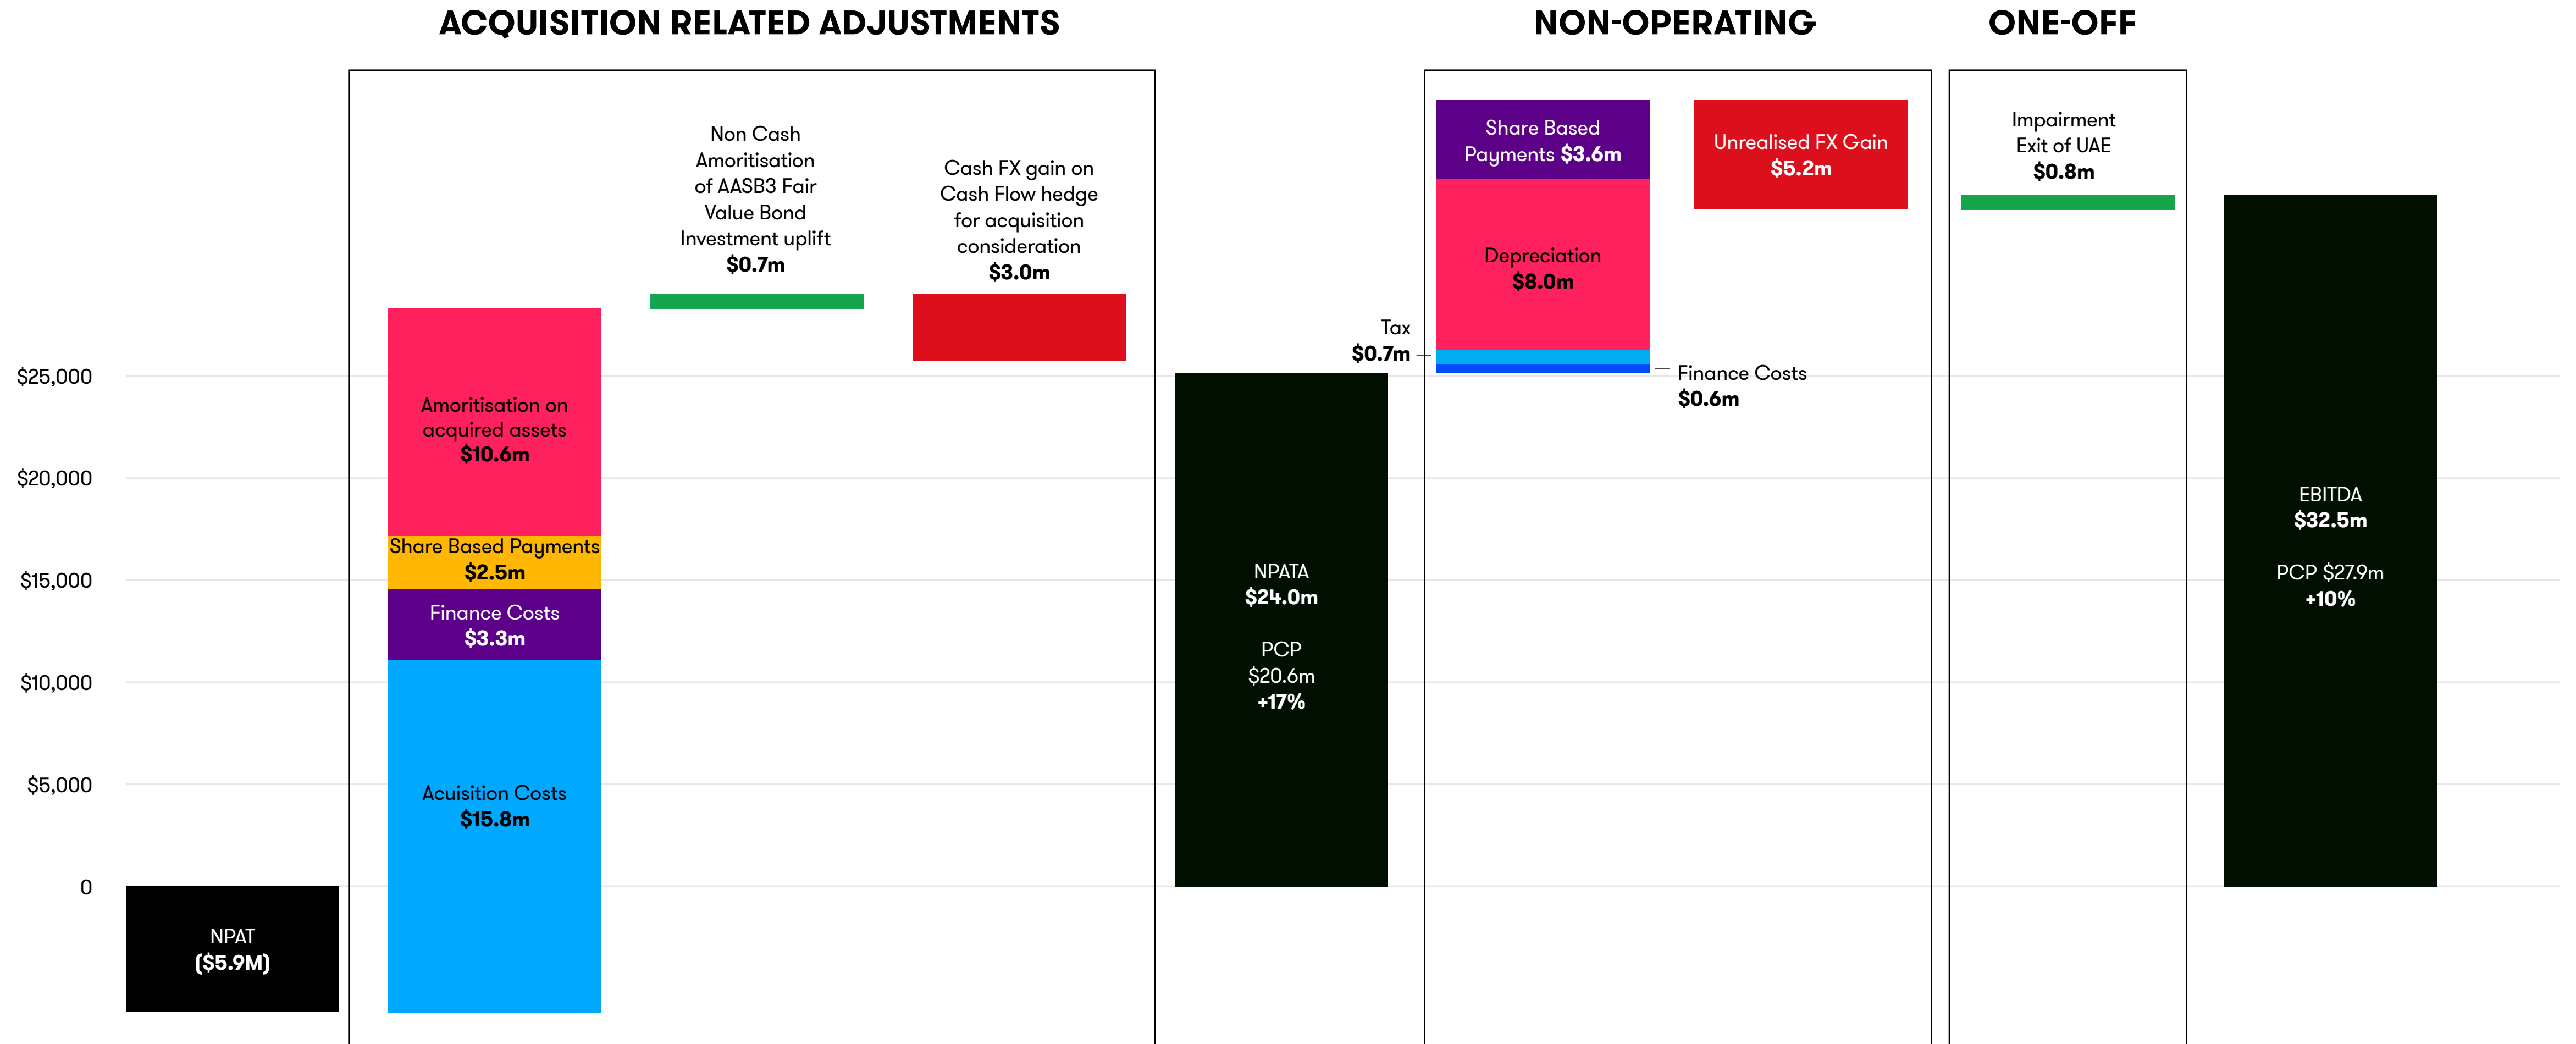 ACQUISITION RELATED ADJUSTMENTS
NON-OPERATING
ONE-OFF
$25,000
$20,000
$15,000
$10,000
$5,000
0
NPAT
($5.9M)
Amoritisation on
acquired assets
$10.6m
Share Based Payments
$2.5m
Finance Costs
$3.3m
Acuisition Costs
$15.8m
Non Cash
Amoritisation
of AASB3 Fair
Value Bond
Investment uplift
$0.7m
Cash FX gain on
Cash Flow hedge
for acquisition
consideration
$3.0m
NPATA
$24.0m
PCP
$20.6m
+17%
Share Based
Payments $3.6m
Depreciation
$8.0m
Tax
$0.7m
Finance Costs
$0.6m
Unrealised FX Gain
$5.2m
Impairment
Exit of UAE
$0.8m
EBITDA
$32.5m
PCP $27.9m
+10%